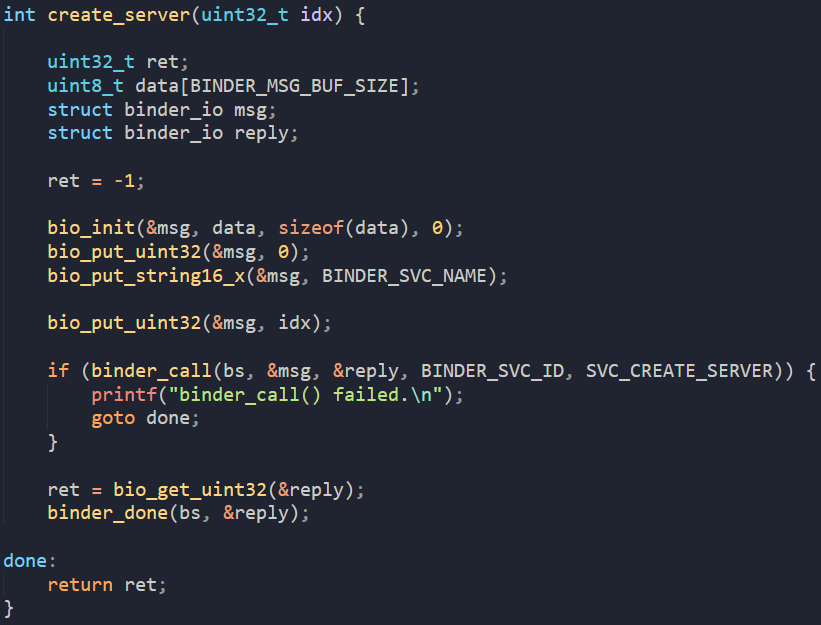 int create_server(uint32_t idx) {
uint32_t ret;
uint8_t data[BINDER_MSG_BUF_SIZE];
struct binder_io msg;
struct binder_io reply;
ret = -1;
bio_init(&msg, data, sizeof(data), 0);
bio_put_uint32(&msg, 0);
bio_put_string16_x(&msg, BINDER_SVC_NAME);
bio_put_uint32(&msg, idx);
if (binder_call(bs, &msg, &reply, BINDER_SVC_ID, SVC_CREATE_SERVER)) {
printf("binder_call() failed.\n");
goto done;
}
ret = bio_get_uint32(&reply);
binder_done(bs, &reply);
done:
return ret;
}